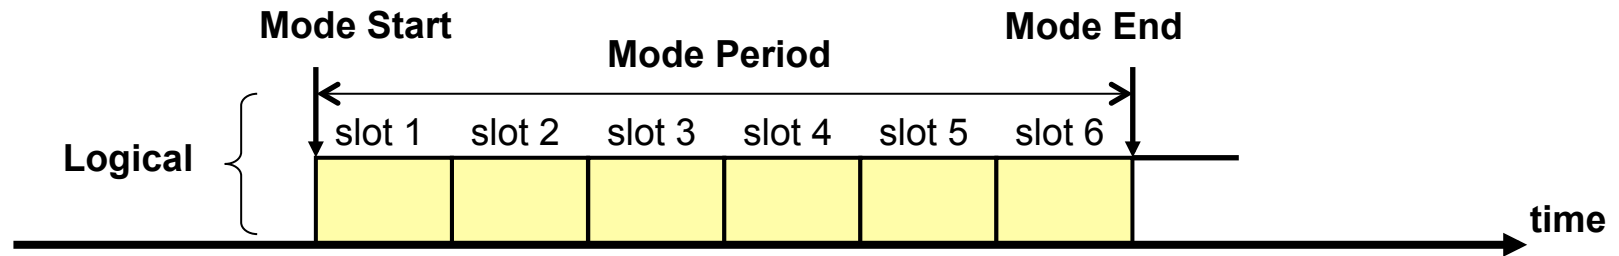 Mode Start
Mode Period
Mode End
slot 1 slot 2 slot 3 slot 4 slot 5 slot 6
Logical
time